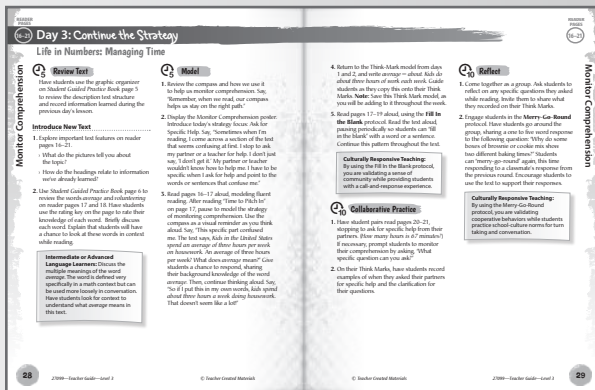 READER PAGES
16–21
Day 3: Continue the Strategy
Life in Numbers: Managing Time
Monitor Comprehension
5
Review Text
Have students use the graphic organizer
on Student Guided Practice Book page 5
to review the description text structure
and record information learned during the
previous day's lesson.
Introduce New Text
1. Explore important text features on reader
pages 16–21.
› What do the pictures tell you about
the topic?
› How do the headings relate to information
we've already learned?
2. Use Student Guided Practice Book page 6 to
review the words average and volunteering
on reader pages 17 and 18. Have students
use the rating key on the page to rate their
knowledge of each word. Briefly discuss
each word. Explain that students will have
a chance to look at these words in context
while reading.
Intermediate or Advanced
Language Learners: Discuss the
multiple meanings of the word
average. The word is defined very
specifically in a math context but can
be used more loosely in conversation.
Have students look for context to
understand what average means in
this text.
5
Model
1. Review the compass and how we use it
to help us monitor comprehension. Say,
"Remember, when we read, our compass
helps us stay on the right path."
2. Display the Monitor Comprehension poster.
Introduce today's strategy focus: Ask for
Specific Help. Say, "Sometimes when I'm
reading, I come across a section of the
text that seems confusing at first. I stop to ask
my partner or a teacher for help. I don't just
say, 'I don't get it.' My partner or teacher
wouldn't know how to help me. I have to be
specific when I ask for help and point to the
words or sentences that confuse me."
3. Read pages 16–17 aloud, modeling fluent
reading. After reading "Time to Pitch In"
on page 17, pause to model the strategy
of monitoring comprehension. Use the
compass as a visual reminder as you think
aloud. Say, "This specific part confused
me. The text says, Kids in the United States
spend an average of three hours per week
on homework. An average of three hours
per week? What does average mean?" Give
students a chance to respond, sharing
their background knowledge of the word
average. Then, continue thinking aloud. Say,
"So if I put this in my own words, kids spend
about three hours a week doing homework.
That doesn't seem like a lot!"
28
27099—Teacher Guide—Level 3
© Teacher Created Materials
READER PAGES
16–21
Monitor Comprehension
4. Return to the Think-Mark model from days
1 and 2, and write average = about. Kids do
about three hours of work each week. Guide
students as they copy this onto their Think
Marks. Note: Save this Think Mark model, as
you will be adding to it throughout the week.
5. Read pages 17–19 aloud, using the Fill In
the Blank protocol. Read the text aloud,
pausing periodically so students can "fill
in the blank" with a word or a sentence.
Continue this pattern throughout the text.
Culturally Responsive Teaching:
By using the Fill in the Blank protocol,
you are validating a sense of
community while providing students
with a call-and-response experience.
10
Collaborative Practice
1. Have student pairs read pages 20–21,
stopping to ask for specific help from their
partners. (How many hours is 67 minutes?)
If necessary, prompt students to monitor
their comprehension by asking, "What
specific question can you ask?"
2. On their Think Marks, have students record
examples of when they asked their partners
for specific help and the clarification for
their questions.
10
Reflect
1. Come together as a group. Ask students to
reflect on any specific questions they asked
while reading. Invite them to share what
they recorded on their Think Marks.
2. Engage students in the Merry-Go-Round
protocol. Have students go around the
group, sharing a one to five word response
to the following question: "Why do some
boxes of brownie or cookie mix show
two different baking times?" Students
can "merry-go-round" again, this time
responding to a classmate's response from
the previous round. Encourage students to
use the text to support their responses.
Culturally Responsive Teaching:
By using the Merry-Go-Round
protocol, you are validating
cooperative behaviors while students
practice school-culture norms for turn
taking and conversation.
27099—Teacher Guide—Level 3
© Teacher Created Materials
29